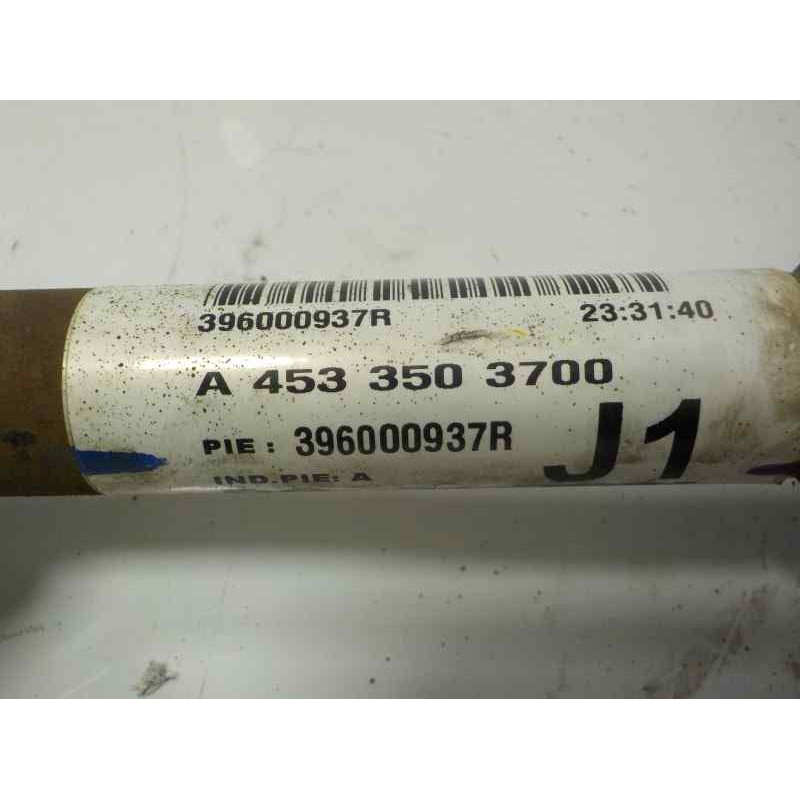 396000937R 23:31:40
A 453 350 3700
PIE : 396000937R
J1
IND.PIE: A